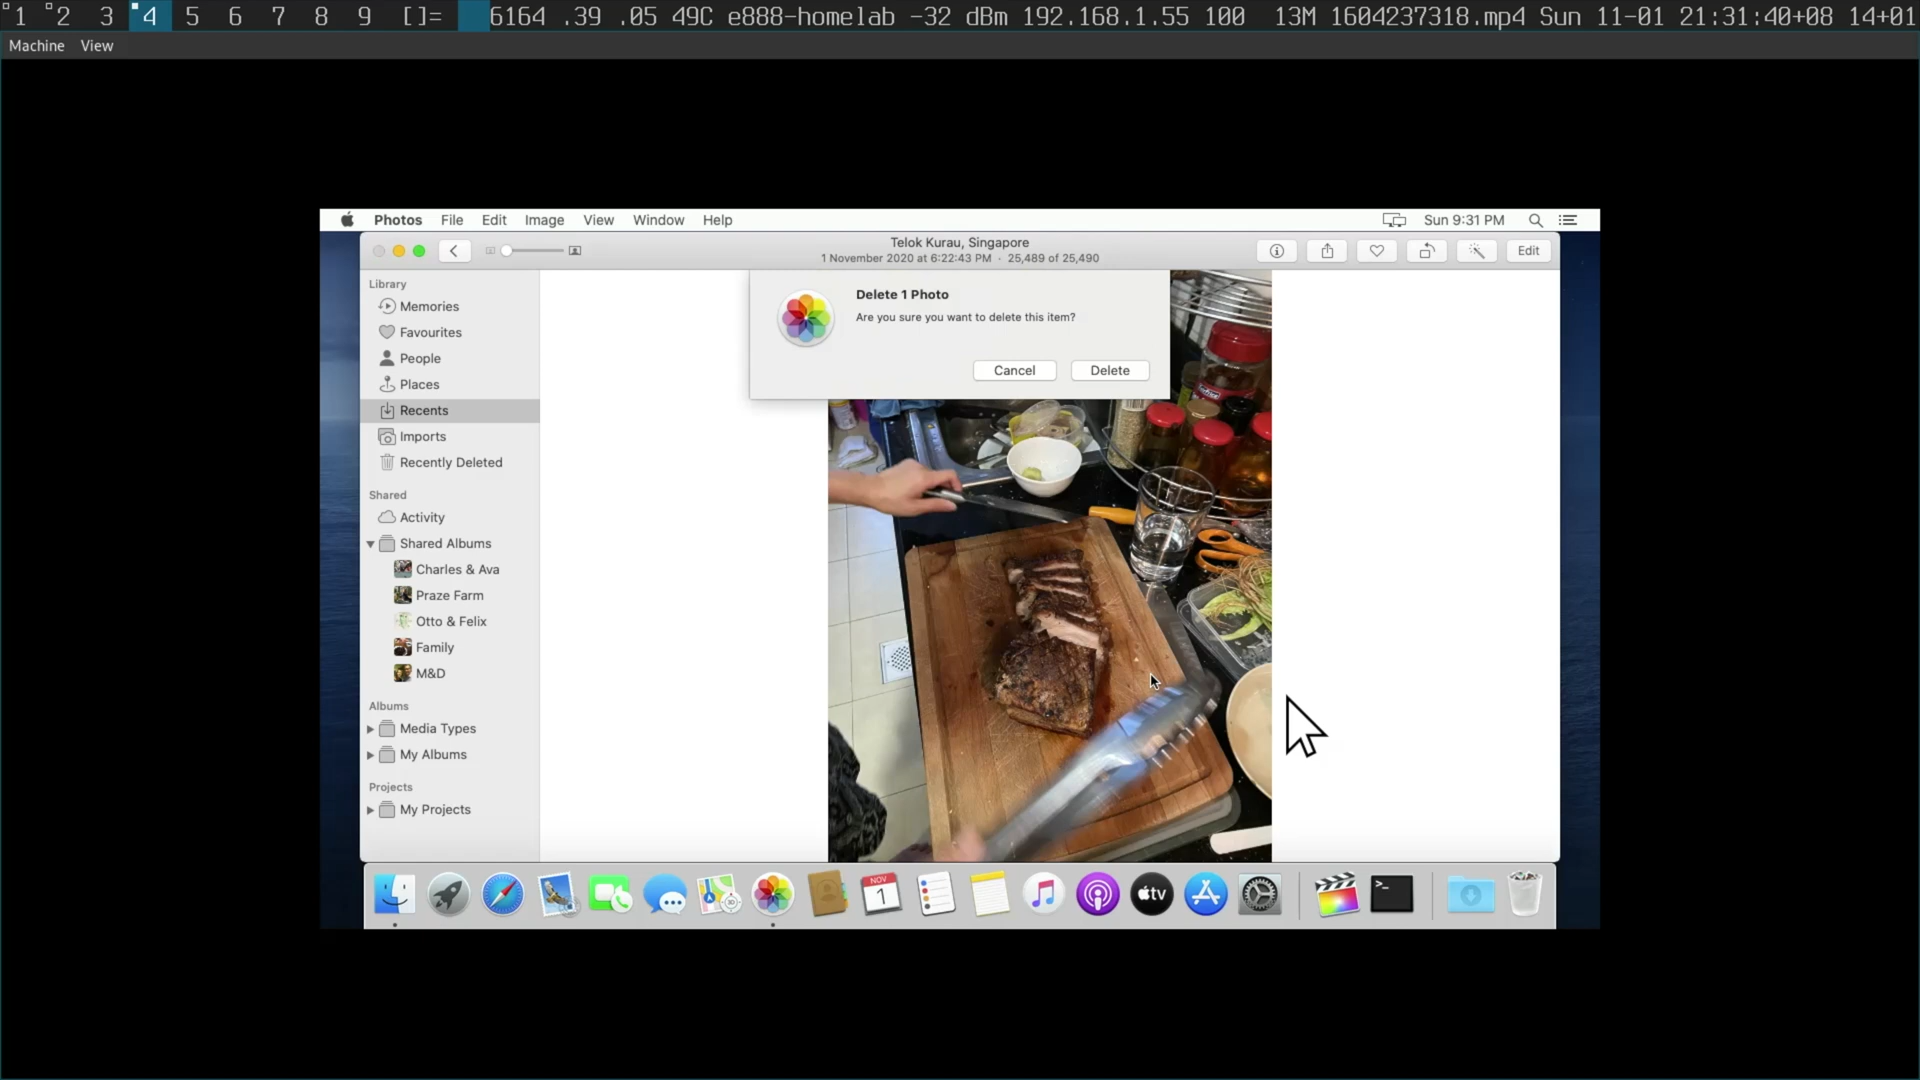 1 2 3 4 5 6 7 8 9 []= 6164 .39 .05 49C e888-homelab -32 dBm 192.168.1.55 100 13M 1604237318.mp4 Sun 11-01 21:31:40+08 14+01
Machine View
Photos File Edit Image View Window Help Sun 9:31 PM
Telok Kurau, Singapore
1 November 2020 at 6:22:43 PM · 25,489 of 25,490
Edit
Library
Memories
Favourites
People
Places
Recents
Imports
Recently Deleted
Shared
Activity
Shared Albums
Charles & Ava
Praze Farm
Otto & Felix
Family
M&D
Albums
Media Types
My Albums
Projects
My Projects
Delete 1 Photo
Are you sure you want to delete this item?
Cancel Delete
NOV
1
tv